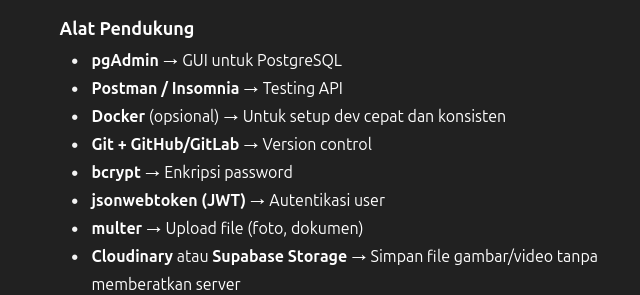 Alat Pendukung
• pgAdmin → GUI untuk PostgreSQL
• Postman / Insomnia → Testing API
• Docker (opsional) → Untuk setup dev cepat dan konsisten
• Git + GitHub/GitLab → Version control
• bcrypt → Enkripsi password
• jsonwebtoken (JWT) → Autentikasi user
• multer → Upload file (foto, dokumen)
• Cloudinary atau Supabase Storage → Simpan file gambar/video tanpa
memberatkan server